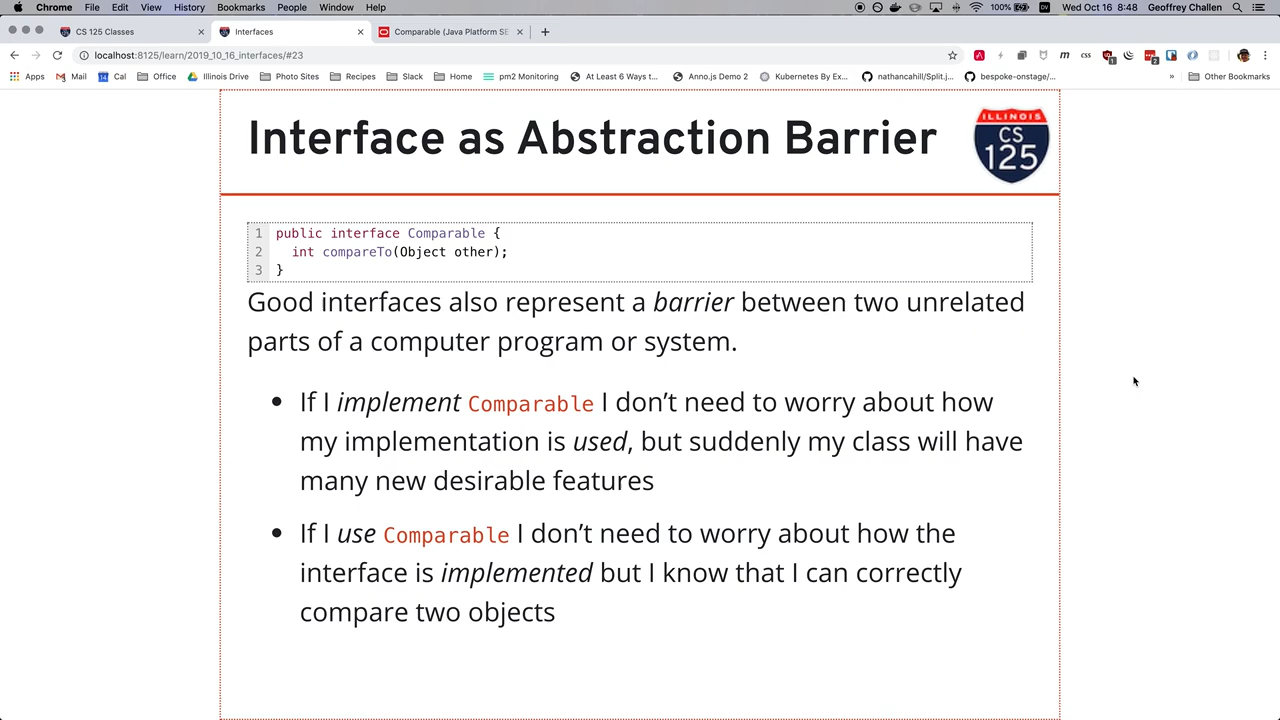 Chrome File Edit View History Bookmarks People Window Help 100% Wed Oct 16 8:48 Geoffrey Challen
CS 125 Classes Interfaces Comparable (Java Platform SE
localhost:8125/learn/2019_10_16_interfaces/#23
Apps Mail Cal Office Illinois Drive Photo Sites Recipes Slack Home pm2 Monitoring At Least 6 Ways t... Anno.js Demo 2 Kubernetes By Ex... nathancahill/Split.j... bespoke-onstage/... » Other Bookmarks
Interface as Abstraction Barrier
ILLINOIS
CS
125
1 public interface Comparable {
2 int compareTo(Object other);
3 }
Good interfaces also represent a barrier between two unrelated
parts of a computer program or system.
• If I implement Comparable I don’t need to worry about how
my implementation is used, but suddenly my class will have
many new desirable features
• If I use Comparable I don’t need to worry about how the
interface is implemented but I know that I can correctly
compare two objects